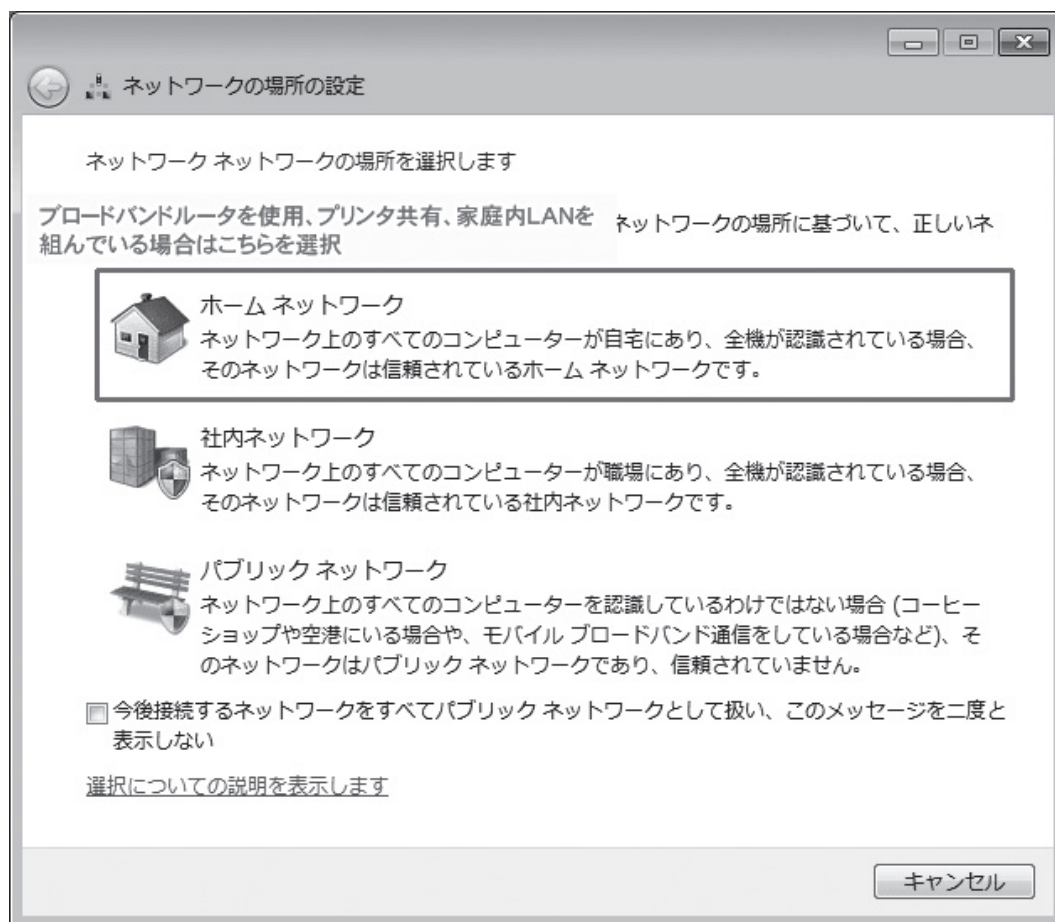 ネットワークの場所の設定
ネットワーク ネットワークの場所を選択します
ブロードバンドルータを使用、プリンタ共有、家庭内LANを
組んでいる場合はこちらを選択
ネットワークの場所に基づいて、正しいネ
ホーム ネットワーク
ネットワーク上のすべてのコンピューターが自宅にあり、全機が認識されている場合、
そのネットワークは信頼されているホーム ネットワークです。
社内ネットワーク
ネットワーク上のすべてのコンピューターが職場にあり、全機が認識されている場合、
そのネットワークは信頼されている社内ネットワークです。
パブリック ネットワーク
ネットワーク上のすべてのコンピューターを認識しているわけではない場合 (コーヒー
ショップや空港にいる場合や、モバイル ブロードバンド通信をしている場合など)、そ
のネットワークはパブリック ネットワークであり、信頼されていません。
今後接続するネットワークをすべてパブリック ネットワークとして扱い、このメッセージを二度と
表示しない
選択についての説明を表示します
キャンセル